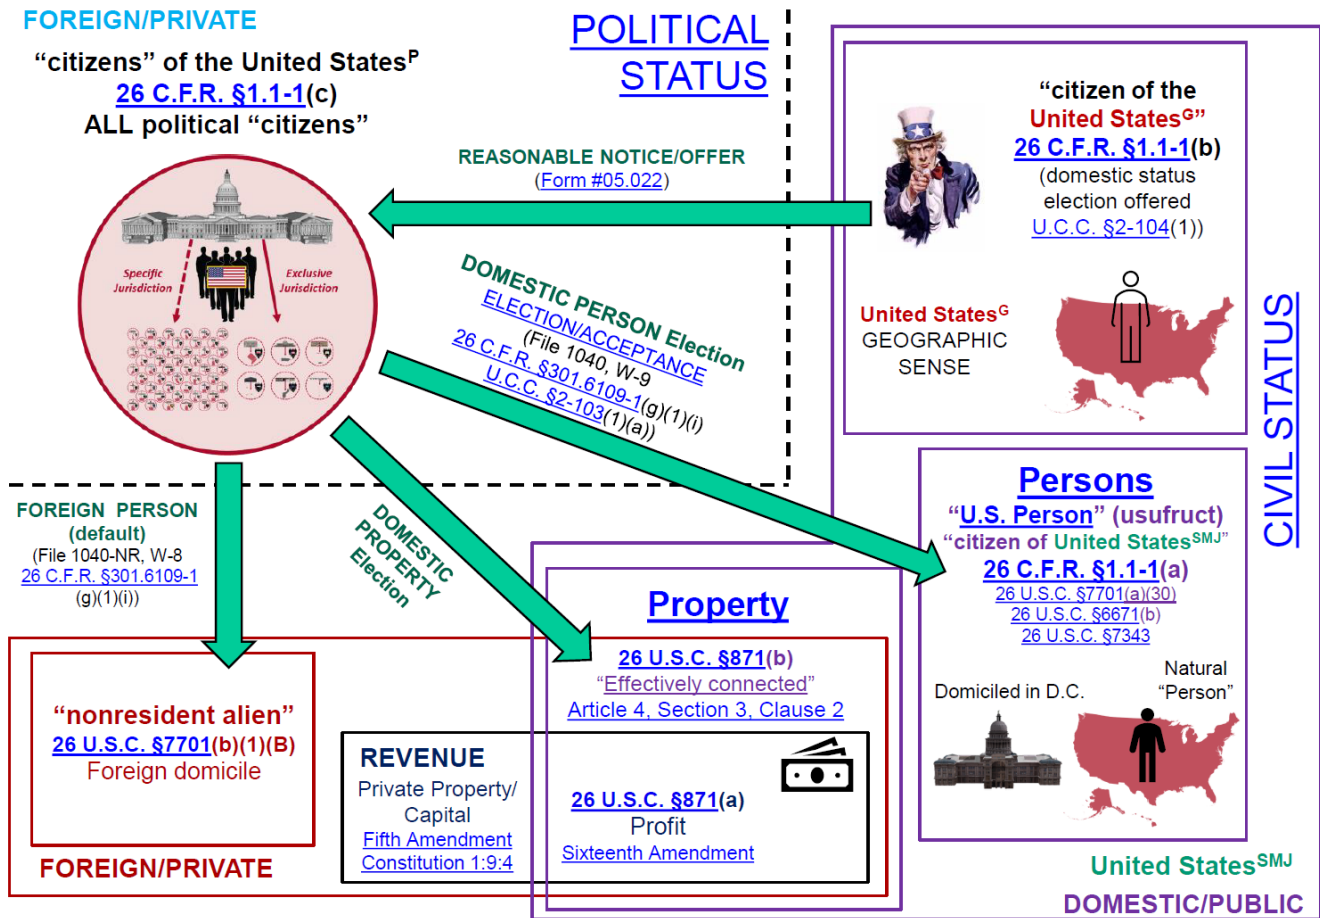 FOREIGN/PRIVATE
“citizens” of the United Statesᴾ
26 C.F.R. §1.1-1(c)
ALL political “citizens”
Specific
Jurisdiction
Exclusive
Jurisdiction
POLITICAL
STATUS
REASONABLE NOTICE/OFFER
(Form #05.022)
“citizen of the
United Statesᴳ”
26 C.F.R. §1.1-1(b)
(domestic status
election offered
U.C.C. §2-104(1))
United Statesᴳ
GEOGRAPHIC
SENSE
CIVIL STATUS
DOMESTIC PERSON Election
ELECTION/ACCEPTANCE
(File 1040, W-9
26 C.F.R. §301.6109-1(g)(1)(i)
U.C.C. §2-103(1)(a))
FOREIGN PERSON
(default)
(File 1040-NR, W-8
26 C.F.R. §301.6109-1
(g)(1)(i))
DOMESTIC
PROPERTY
Election
Persons
“U.S. Person” (usufruct)
“citizen of United Statesˢᴹᴶ”
26 C.F.R. §1.1-1(a)
26 U.S.C. §7701(a)(30)
26 U.S.C. §6671(b)
26 U.S.C. §7343
Domiciled in D.C.
Natural
“Person”
Property
26 U.S.C. §871(b)
“Effectively connected”
Article 4, Section 3, Clause 2
“nonresident alien”
26 U.S.C. §7701(b)(1)(B)
Foreign domicile
REVENUE
Private Property/
Capital
Fifth Amendment
Constitution 1:9:4
26 U.S.C. §871(a)
Profit
Sixteenth Amendment
FOREIGN/PRIVATE
United Statesˢᴹᴶ
DOMESTIC/PUBLIC